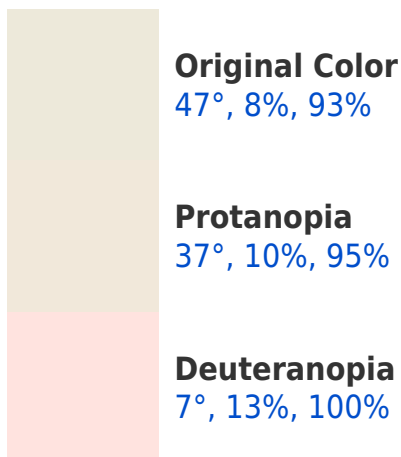 Original Color
47°, 8%, 93%
Protanopia
37°, 10%, 95%
Deuteranopia
7°, 13%, 100%